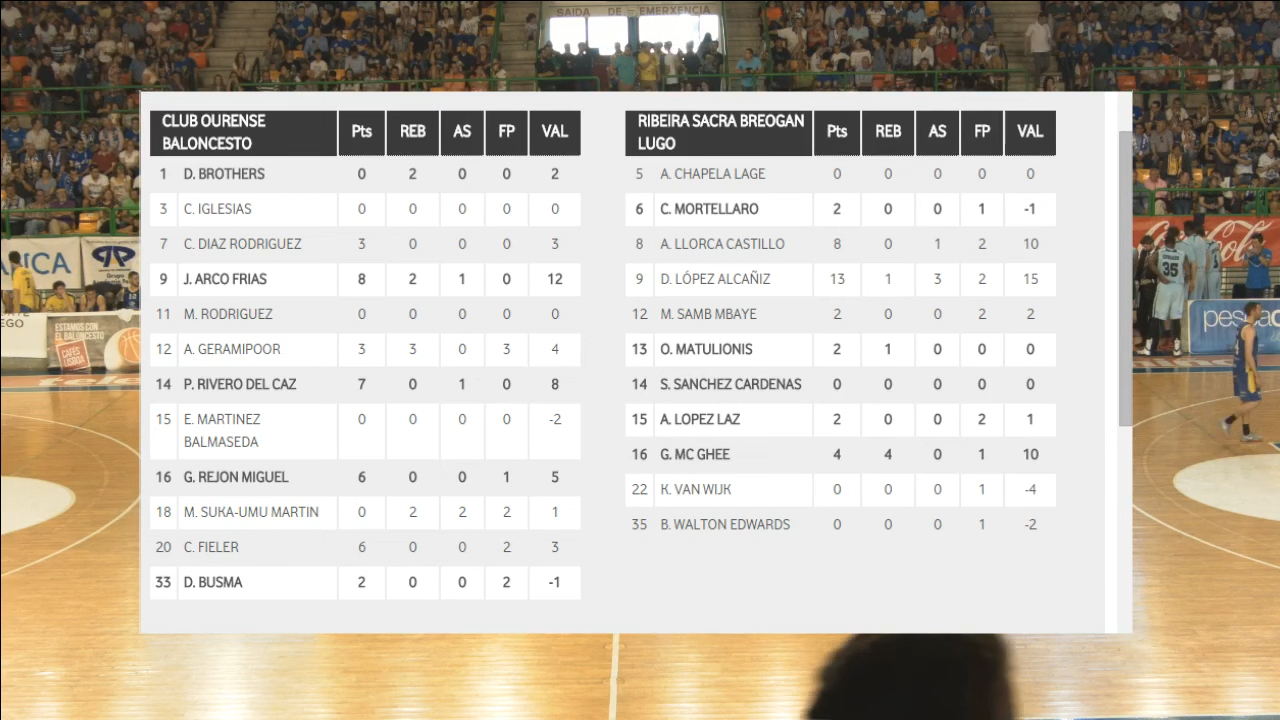 SAIDA DE EMERXENCIA
CLUB OURENSE BALONCESTO Pts REB AS FP VAL
1 D. BROTHERS 0 2 0 0 2
3 C. IGLESIAS 0 0 0 0 0
7 C. DIAZ RODRIGUEZ 3 0 0 0 3
9 J. ARCO FRIAS 8 2 1 0 12
11 M. RODRIGUEZ 0 0 0 0 0
12 A. GERAMIPOOR 3 3 0 3 4
14 P. RIVERO DEL CAZ 7 0 1 0 8
15 E. MARTINEZ BALMASEDA 0 0 0 0 -2
16 G. REJON MIGUEL 6 0 0 1 5
18 M. SUKA-UMU MARTIN 0 2 2 2 1
20 C. FIELER 6 0 0 2 3
33 D. BUSMA 2 0 0 2 -1
RIBEIRA SACRA BREOGAN LUGO Pts REB AS FP VAL
5 A. CHAPELA LAGE 0 0 0 0 0
6 C. MORTELLARO 2 0 0 1 -1
8 A. LLORCA CASTILLO 8 0 1 2 10
9 D. LÓPEZ ALCAÑIZ 13 1 3 2 15
12 M. SAMB MBAYE 2 0 0 2 2
13 O. MATULIONIS 2 1 0 0 0
14 S. SANCHEZ CARDENAS 0 0 0 0 0
15 A. LOPEZ LAZ 2 0 0 2 1
16 G. MC GHEE 4 4 0 1 10
22 K. VAN WIJK 0 0 0 1 -4
35 B. WALTON EDWARDS 0 0 0 1 -2
Coca-Cola
35
ESTAMOS CON
EL BALONCESTO
CAFÉS